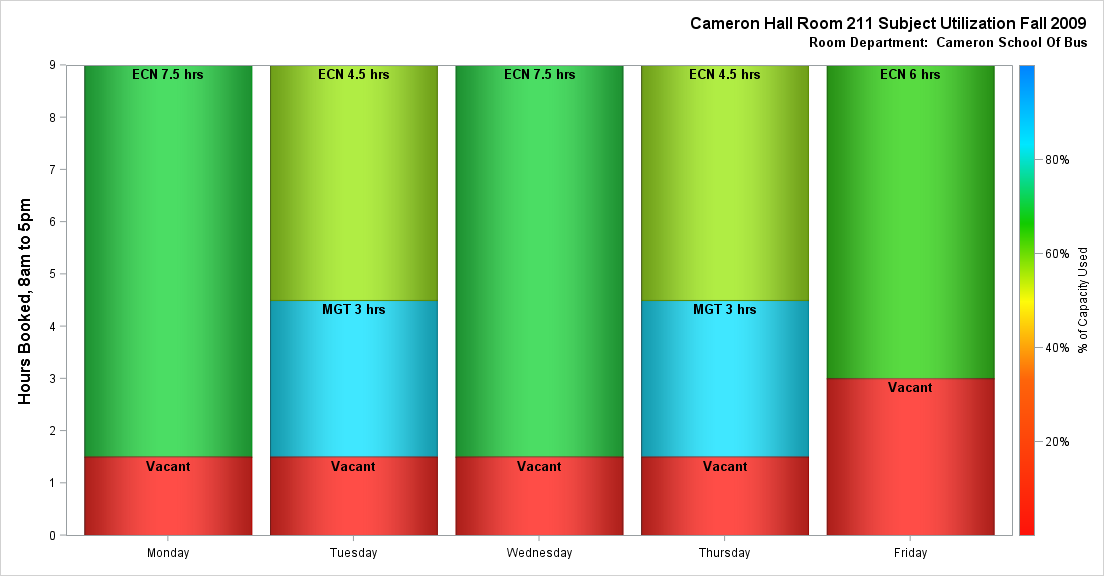 Cameron Hall Room 211 Subject Utilization Fall 2009
Room Department:  Cameron School Of Bus
Hours Booked, 8am to 5pm
9
8
7
6
5
4
3
2
1
0
ECN 7.5 hrs
Vacant
ECN 4.5 hrs
MGT 3 hrs
Vacant
ECN 7.5 hrs
Vacant
ECN 4.5 hrs
MGT 3 hrs
Vacant
ECN 6 hrs
Vacant
Monday
Tuesday
Wednesday
Thursday
Friday
80%
60%
40%
20%
% of Capacity Used